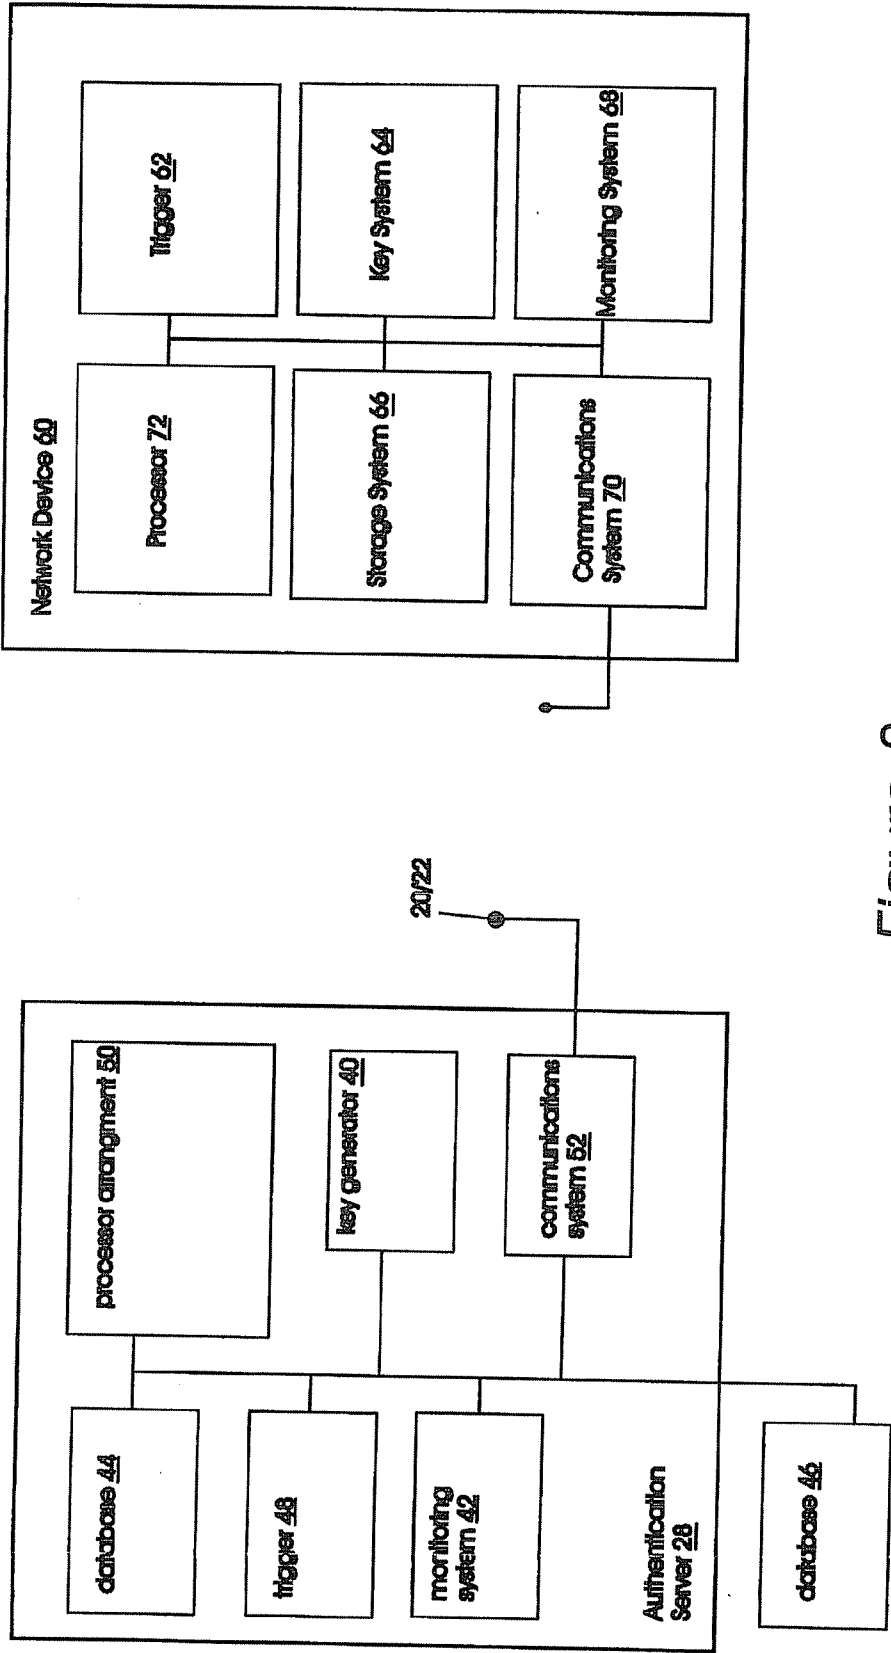 database 44
processor arrangment 50
trigger 48
key generator 40
monitoring
system 42
communications
system 52
Authentication
Server 28
database 46
20/22
Network Device 60
Processor 72
Trigger 62
Storage System 66
Key System 64
Communications
System 70
Monitoring System 68
Figure